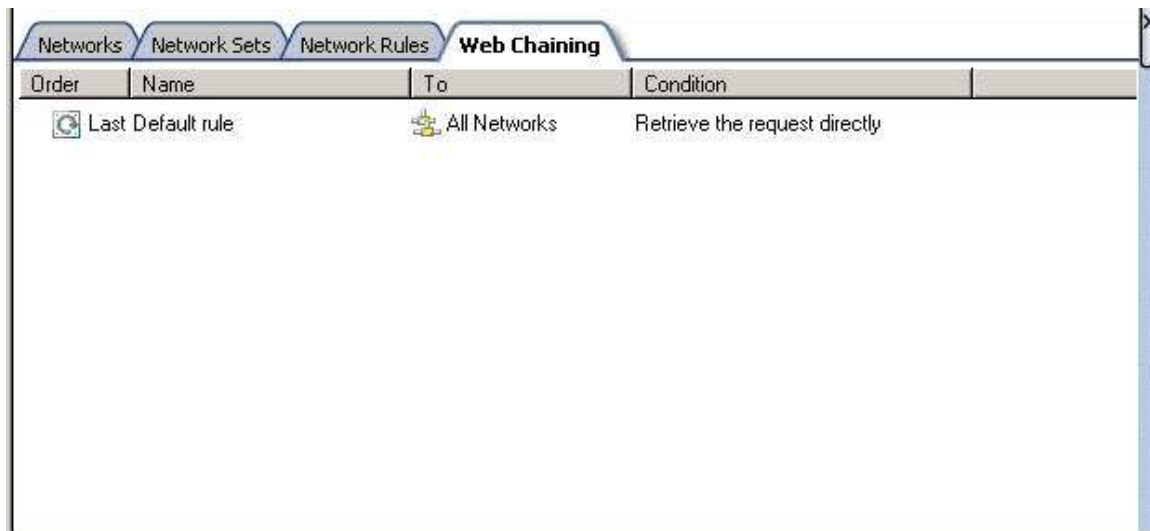 Networks Network Sets Network Rules Web Chaining
Order Name To Condition
Last Default rule All Networks Retrieve the request directly